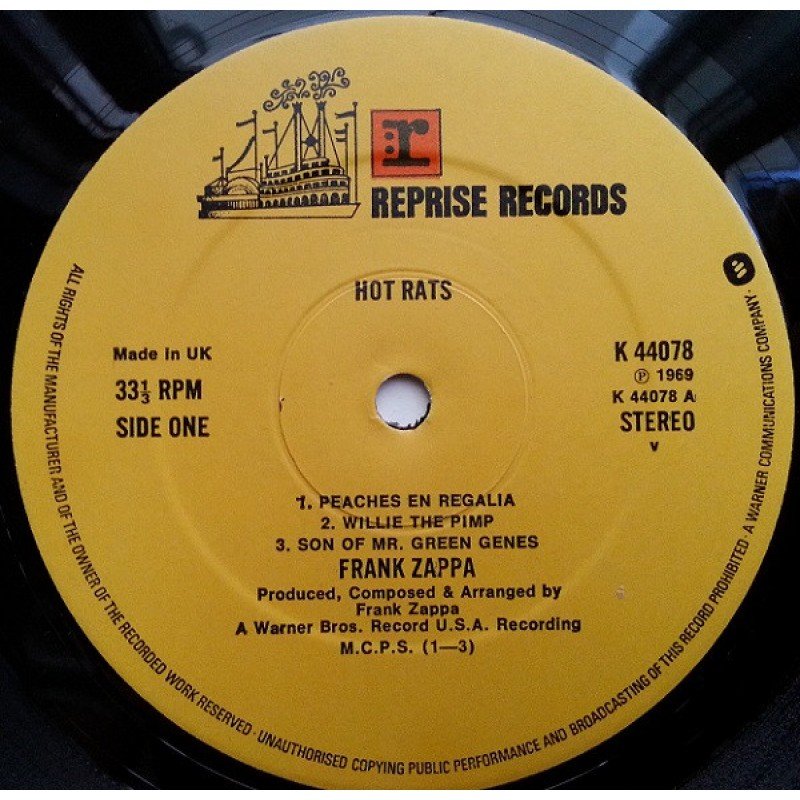 r
REPRISE RECORDS
HOT RATS
Made in UK
33⅓ RPM
SIDE ONE
K 44078
℗ 1969
K 44078 A
STEREO
v
1. PEACHES EN REGALIA
2. WILLIE THE PIMP
3. SON OF MR. GREEN GENES
FRANK ZAPPA
Produced, Composed & Arranged by
Frank Zappa
A Warner Bros. Record U.S.A. Recording
M.C.P.S. (1—3)
ALL RIGHTS OF THE MANUFACTURER AND OF THE OWNER OF THE RECORDED WORK RESERVED · UNAUTHORISED COPYING PUBLIC PERFORMANCE AND BROADCASTING OF THIS RECORD PROHIBITED · A WARNER COMMUNICATIONS COMPANY ·